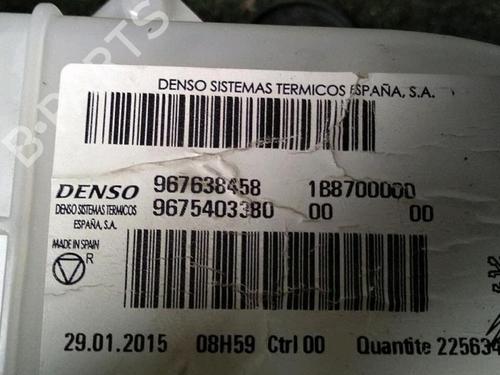 B-PARTS
DENSO SISTEMAS TERMICOS ESPAÑA, S.A.
DENSO 967638458 1B8700000
DENSO SISTEMAS TERMICOS 9675403380 00 00
ESPAÑA, S.A.
MADE IN SPAIN
R
29.01.2015 08H59 Ctrl 00 Quantite 225634